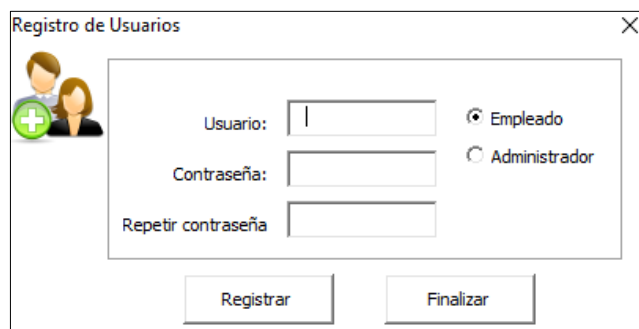 Registro de Usuarios
Usuario:
Empleado
Administrador
Contraseña:
Repetir contraseña
Registrar
Finalizar